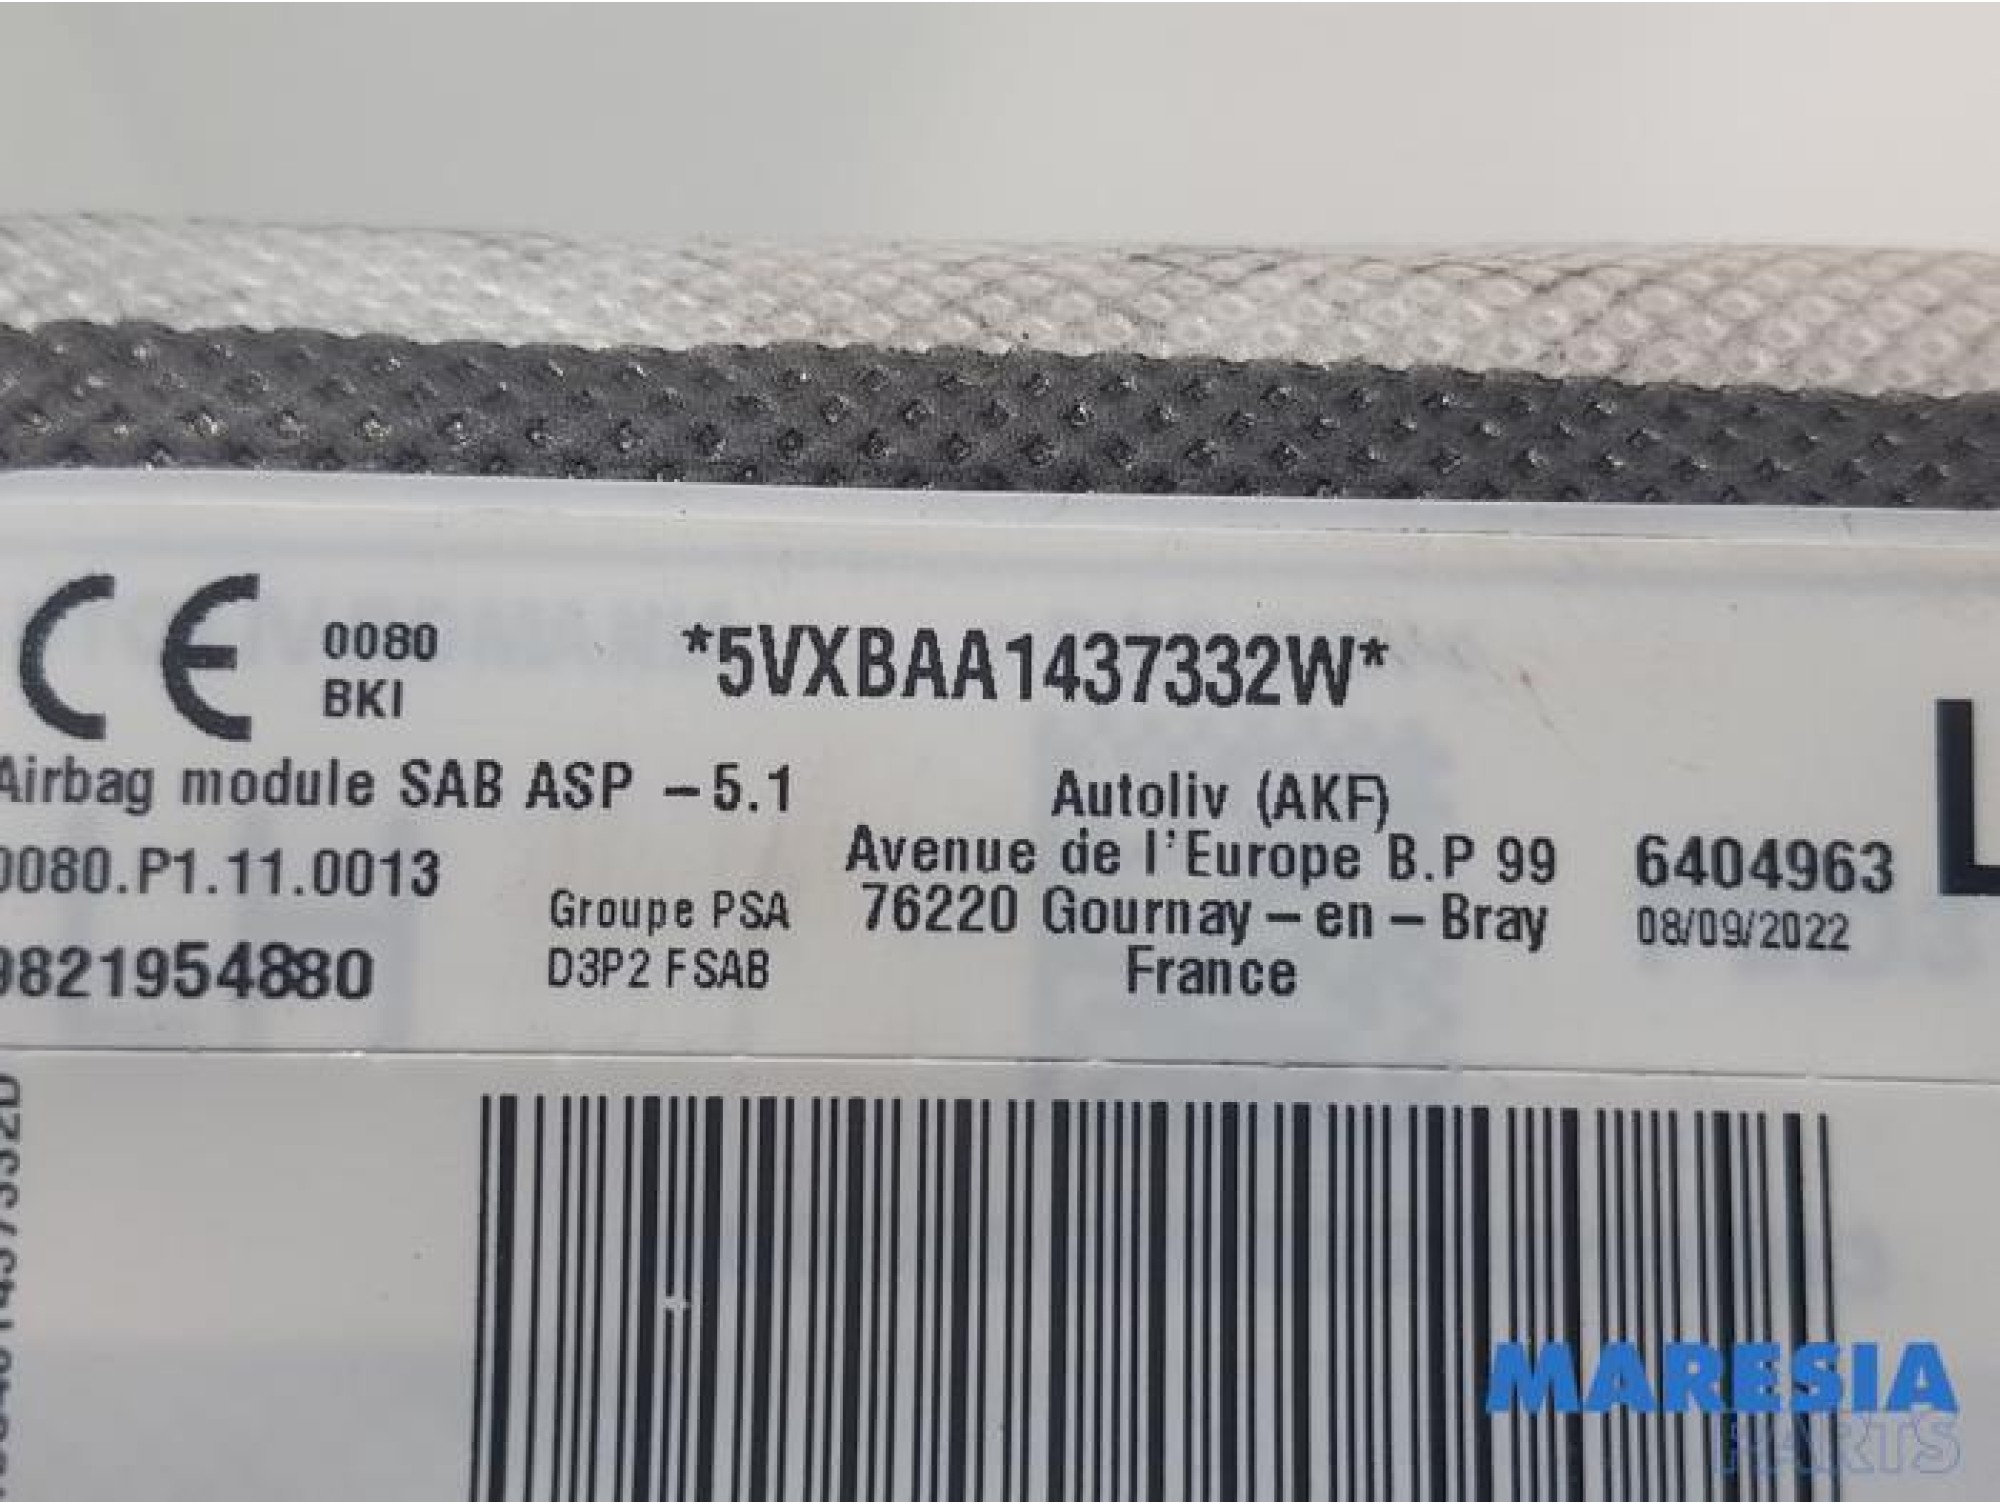 CE 0080 *5VXBAA1437332W*
BKI
Airbag module SAB ASP -5.1
Autoliv (AKF)
0080.P1.11.0013
Avenue de l'Europe B.P 99
6404963
L
Groupe PSA
76220 Gournay-en-Bray
08/09/2022
9821954880
D3P2 FSAB
France
MARESIA
PARTS